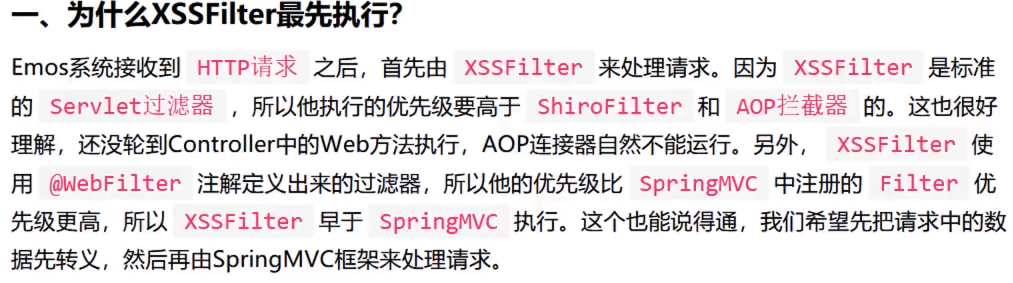 一、为什么XSSFilter最先执行?
Emos系统接收到 HTTP请求 之后，首先由 XSSFilter 来处理请求。因为 XSSFilter 是标准
的 Servlet过滤器 ，所以他执行的优先级要高于 ShiroFilter 和 AOP拦截器 的。这也很好
理解，还没轮到Controller中的Web方法执行，AOP连接器自然不能运行。另外， XSSFilter 使
用 @WebFilter 注解定义出来的过滤器，所以他的优先级比 SpringMVC 中注册的 Filter 优
先级更高，所以 XSSFilter 早于 SpringMVC 执行。这个也能说得通，我们希望先把请求中的数
据先转义，然后再由SpringMVC框架来处理请求。